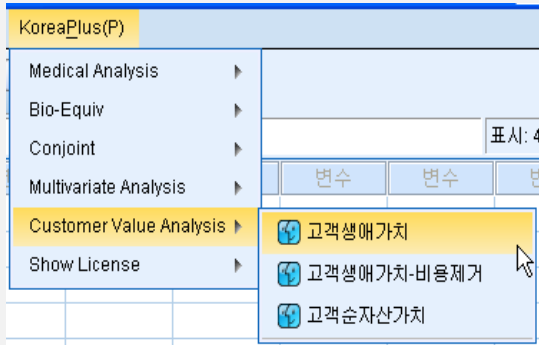 KoreaPlus(P)
Medical Analysis
Bio-Equiv
Conjoint
표시: 4
Multivariate Analysis
변수 변수
Customer Value Analysis
고객생애가치
Show License
고객생애가치-비용제거
고객순자산가치